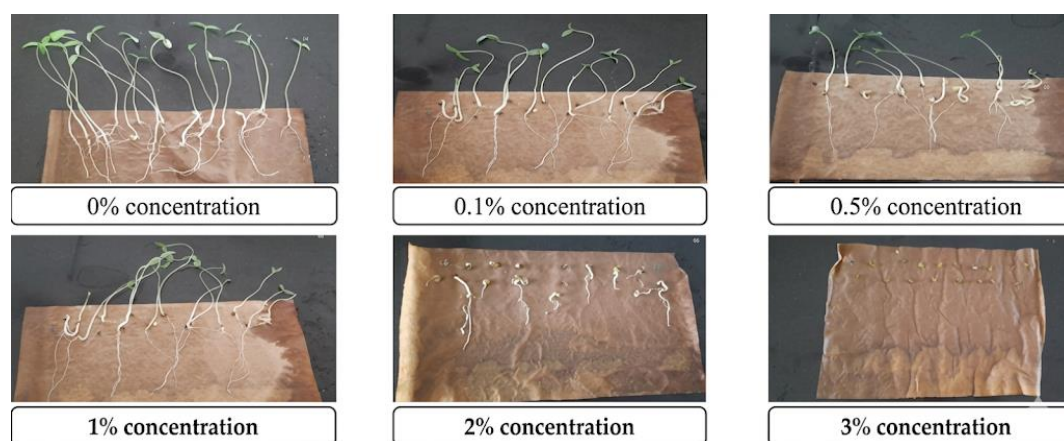 0% concentration
0.1% concentration
0.5% concentration
1% concentration
2% concentration
3% concentration